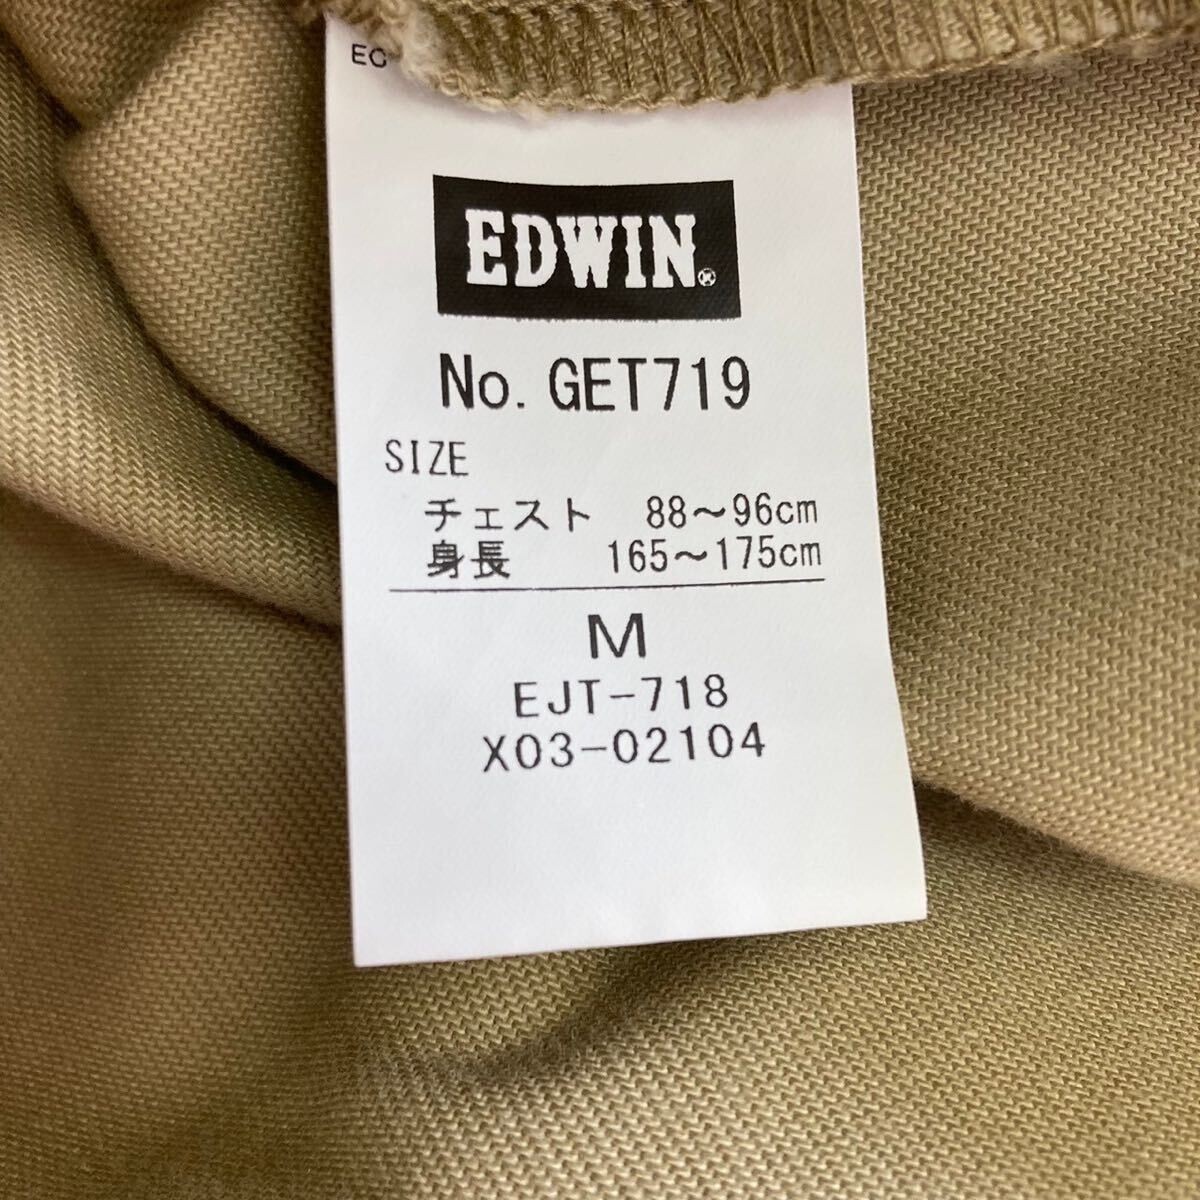 EDWIN®
No. GET719
SIZE
チェスト 88～96cm
身長 165～175cm
M
EJT-718
X03-02104